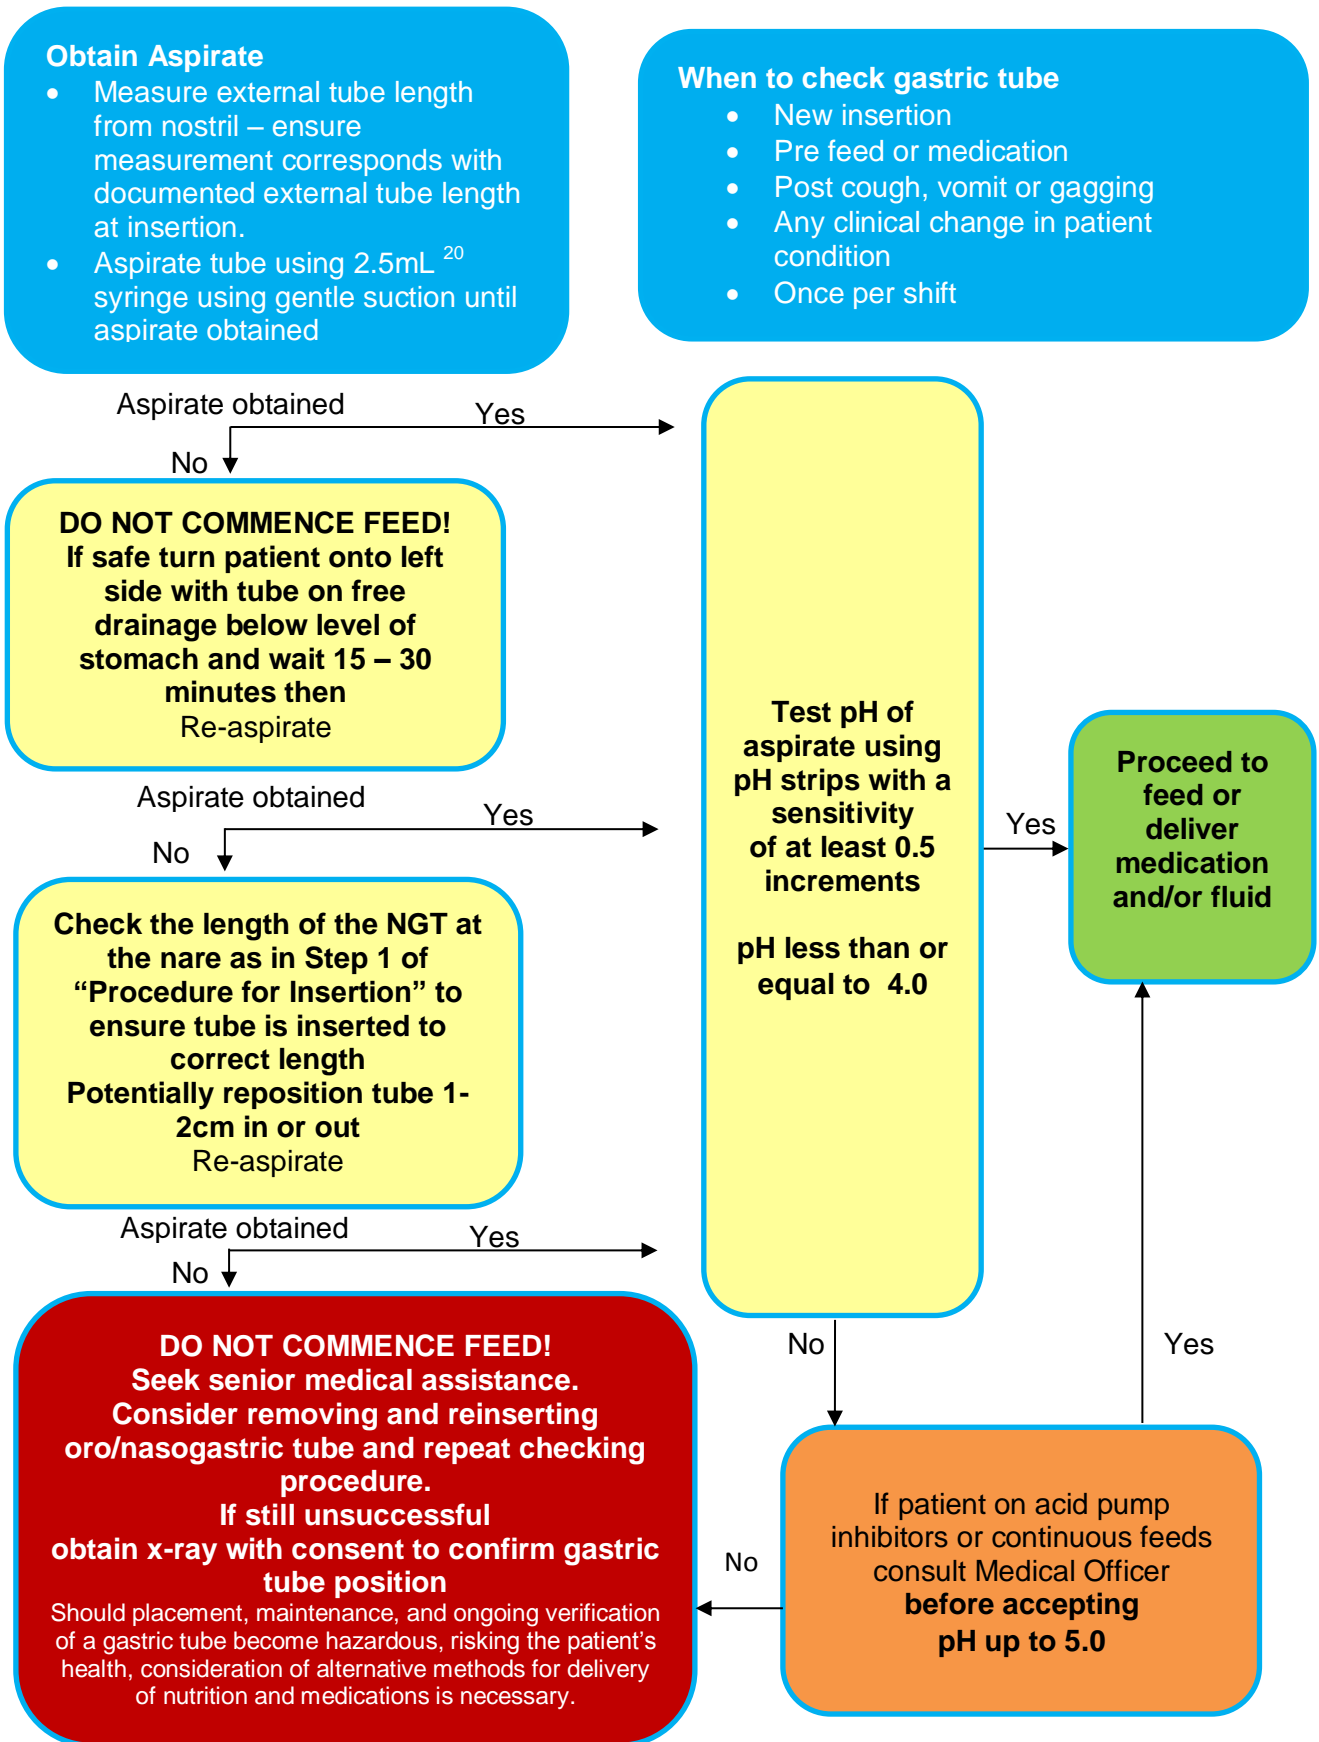 Obtain Aspirate
• Measure external tube length
from nostril – ensure
measurement corresponds with
documented external tube length
at insertion.
• Aspirate tube using 2.5mL 20
syringe using gentle suction until
aspirate obtained
When to check gastric tube
• New insertion
• Pre feed or medication
• Post cough, vomit or gagging
• Any clinical change in patient
condition
• Once per shift
Aspirate obtained
Yes
No
DO NOT COMMENCE FEED!
If safe turn patient onto left
side with tube on free
drainage below level of
stomach and wait 15 – 30
minutes then
Re-aspirate
Aspirate obtained
Yes
No
Check the length of the NGT at
the nare as in Step 1 of
“Procedure for Insertion” to
ensure tube is inserted to
correct length
Potentially reposition tube 1-
2cm in or out
Re-aspirate
Aspirate obtained
Yes
No
DO NOT COMMENCE FEED!
Seek senior medical assistance.
Consider removing and reinserting
oro/nasogastric tube and repeat checking
procedure.
If still unsuccessful
obtain x-ray with consent to confirm gastric
tube position
Should placement, maintenance, and ongoing verification
of a gastric tube become hazardous, risking the patient’s
health, consideration of alternative methods for delivery
of nutrition and medications is necessary.
Test pH of
aspirate using
pH strips with a
sensitivity
of at least 0.5
increments
pH less than or
equal to 4.0
Yes
Proceed to
feed or
deliver
medication
and/or fluid
No
Yes
If patient on acid pump
inhibitors or continuous feeds
consult Medical Officer
before accepting
pH up to 5.0
No